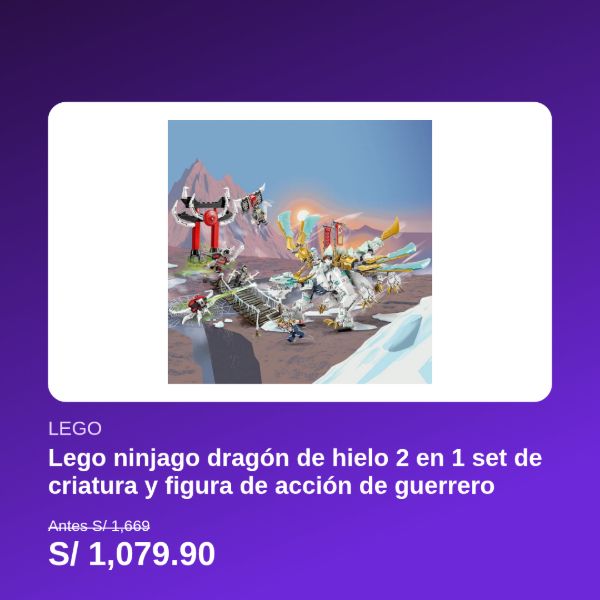 LEGO
Lego ninjago dragón de hielo 2 en 1 set de
criatura y figura de acción de guerrero
Antes S/ 1,669
S/ 1,079.90